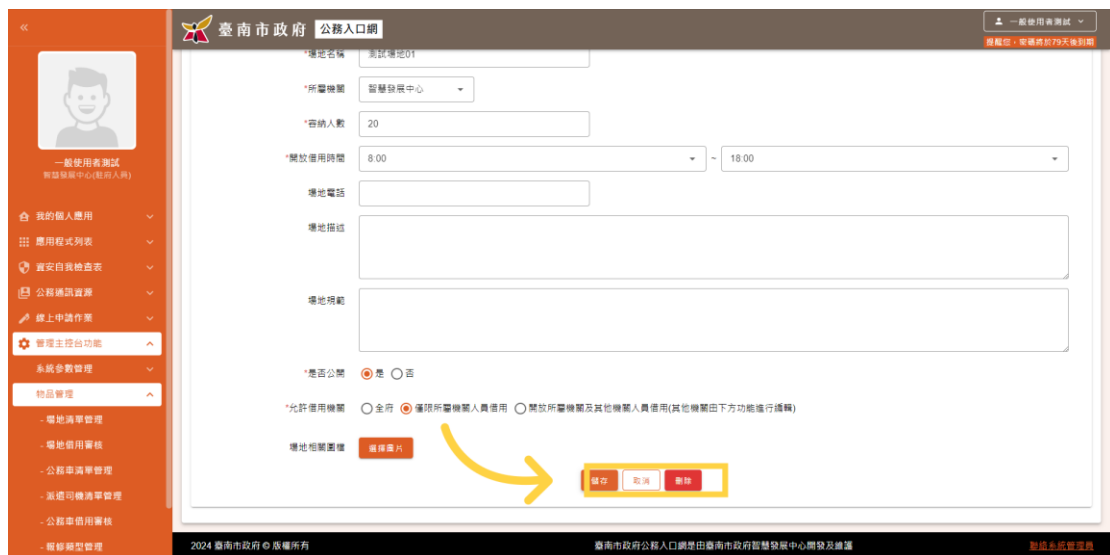 «
臺南市政府 公務入口網
一般使用者測試
提醒您,密碼將於79天後到期
一般使用者測試
智慧發展中心(駐府人員)
我的個人應用
應用程式列表
資安自我檢查表
公務通訊資源
線上申請作業
管理主控台功能
系統參數管理
物品管理
- 場地清單管理
- 場地借用審核
- 公務車清單管理
- 派遣司機清單管理
- 公務車借用審核
- 報修類型管理
*場地名稱 測試場地01
*所屬機關 智慧發展中心
*容納人數 20
*開放借用時間 8:00 ~ 18:00
場地電話
場地描述
場地規範
*是否公開 是 否
*允許借用機關 全府 僅限所屬機關人員借用 開放所屬機關及其他機關人員借用(其他機關由下方功能進行編輯)
場地相關圖檔 選擇圖片
儲存 取消 刪除
2024 臺南市政府 © 版權所有 臺南市政府公務入口網是由臺南市政府智慧發展中心開發及維護 聯絡系統管理員